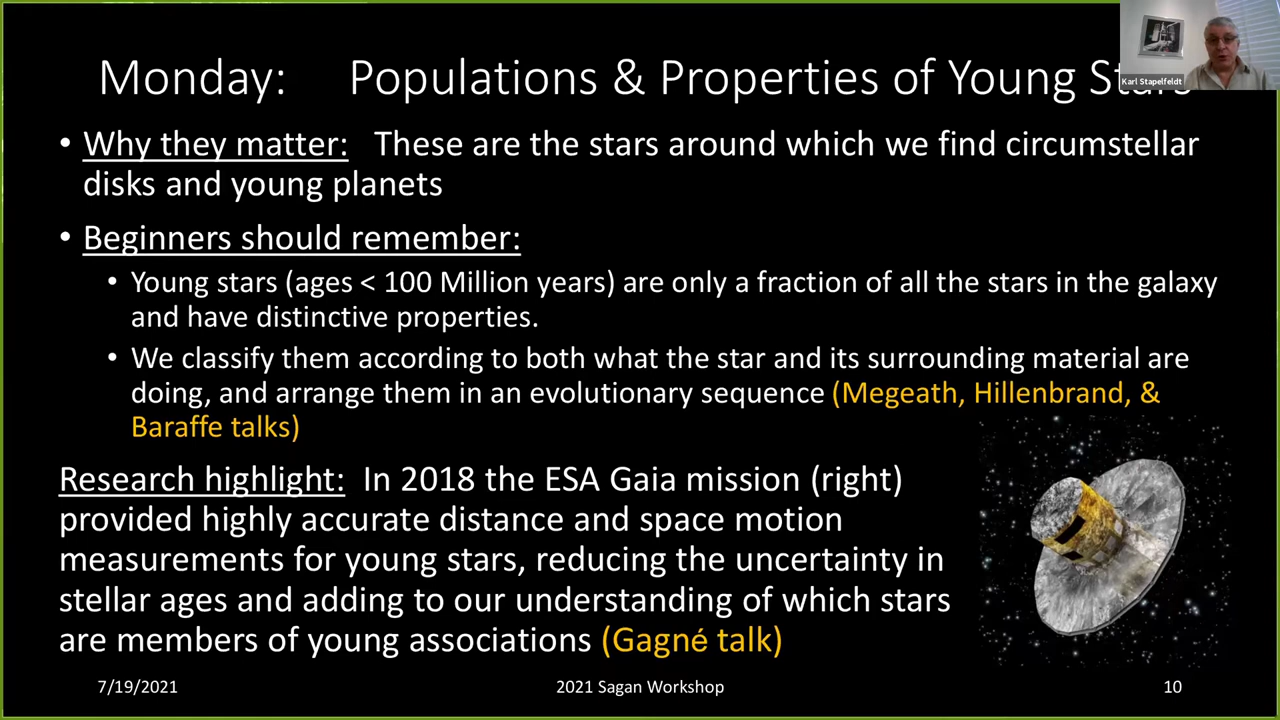 Karl Stapelfeldt
Monday: Populations & Properties of Young Stars
• Why they matter: These are the stars around which we find circumstellar
disks and young planets
• Beginners should remember:
• Young stars (ages < 100 Million years) are only a fraction of all the stars in the galaxy
and have distinctive properties.
• We classify them according to both what the star and its surrounding material are
doing, and arrange them in an evolutionary sequence (Megeath, Hillenbrand, &
Baraffe talks)
Research highlight: In 2018 the ESA Gaia mission (right)
provided highly accurate distance and space motion
measurements for young stars, reducing the uncertainty in
stellar ages and adding to our understanding of which stars
are members of young associations (Gagné talk)
7/19/2021 2021 Sagan Workshop 10